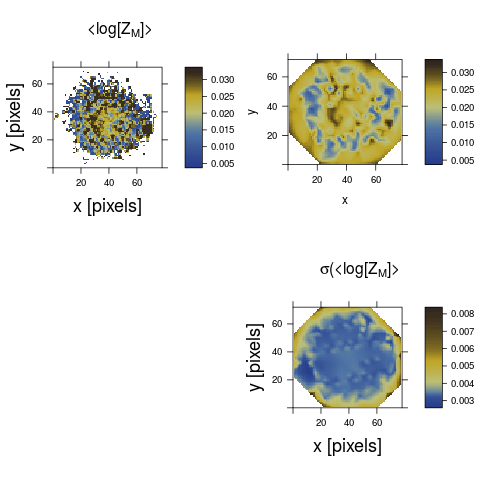 <log[Z_M]>
60
40
20
20 40 60
x [pixels]
y [pixels]
0.030
0.025
0.020
0.015
0.010
0.005
60
40
20
20 40 60
x
y
0.030
0.025
0.020
0.015
0.010
0.005
σ(<log[Z_M]>
60
40
20
20 40 60
x [pixels]
y [pixels]
0.008
0.007
0.006
0.005
0.004
0.003